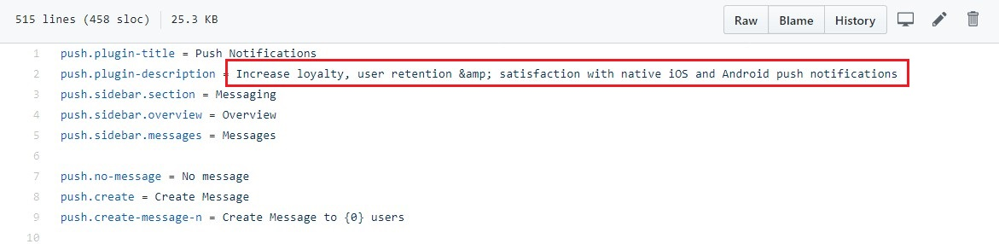 515 lines (458 sloc) 25.3 KB Raw Blame History
1 push.plugin-title = Push Notifications
2 push.plugin-description = Increase loyalty, user retention &amp; satisfaction with native iOS and Android push notifications
3 push.sidebar.section = Messaging
4 push.sidebar.overview = Overview
5 push.sidebar.messages = Messages
6
7 push.no-message = No message
8 push.create = Create Message
9 push.create-message-n = Create Message to {0} users
10